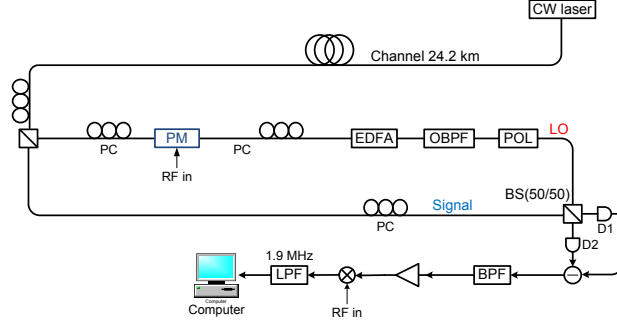 CW laser
Channel 24.2 km
PC
PM
RF in
PC
EDFA
OBPF
POL
LO
BS(50/50)
Signal
PC
D1
D2
1.9 MHz
LPF
RF in
BPF
Computer
Computer